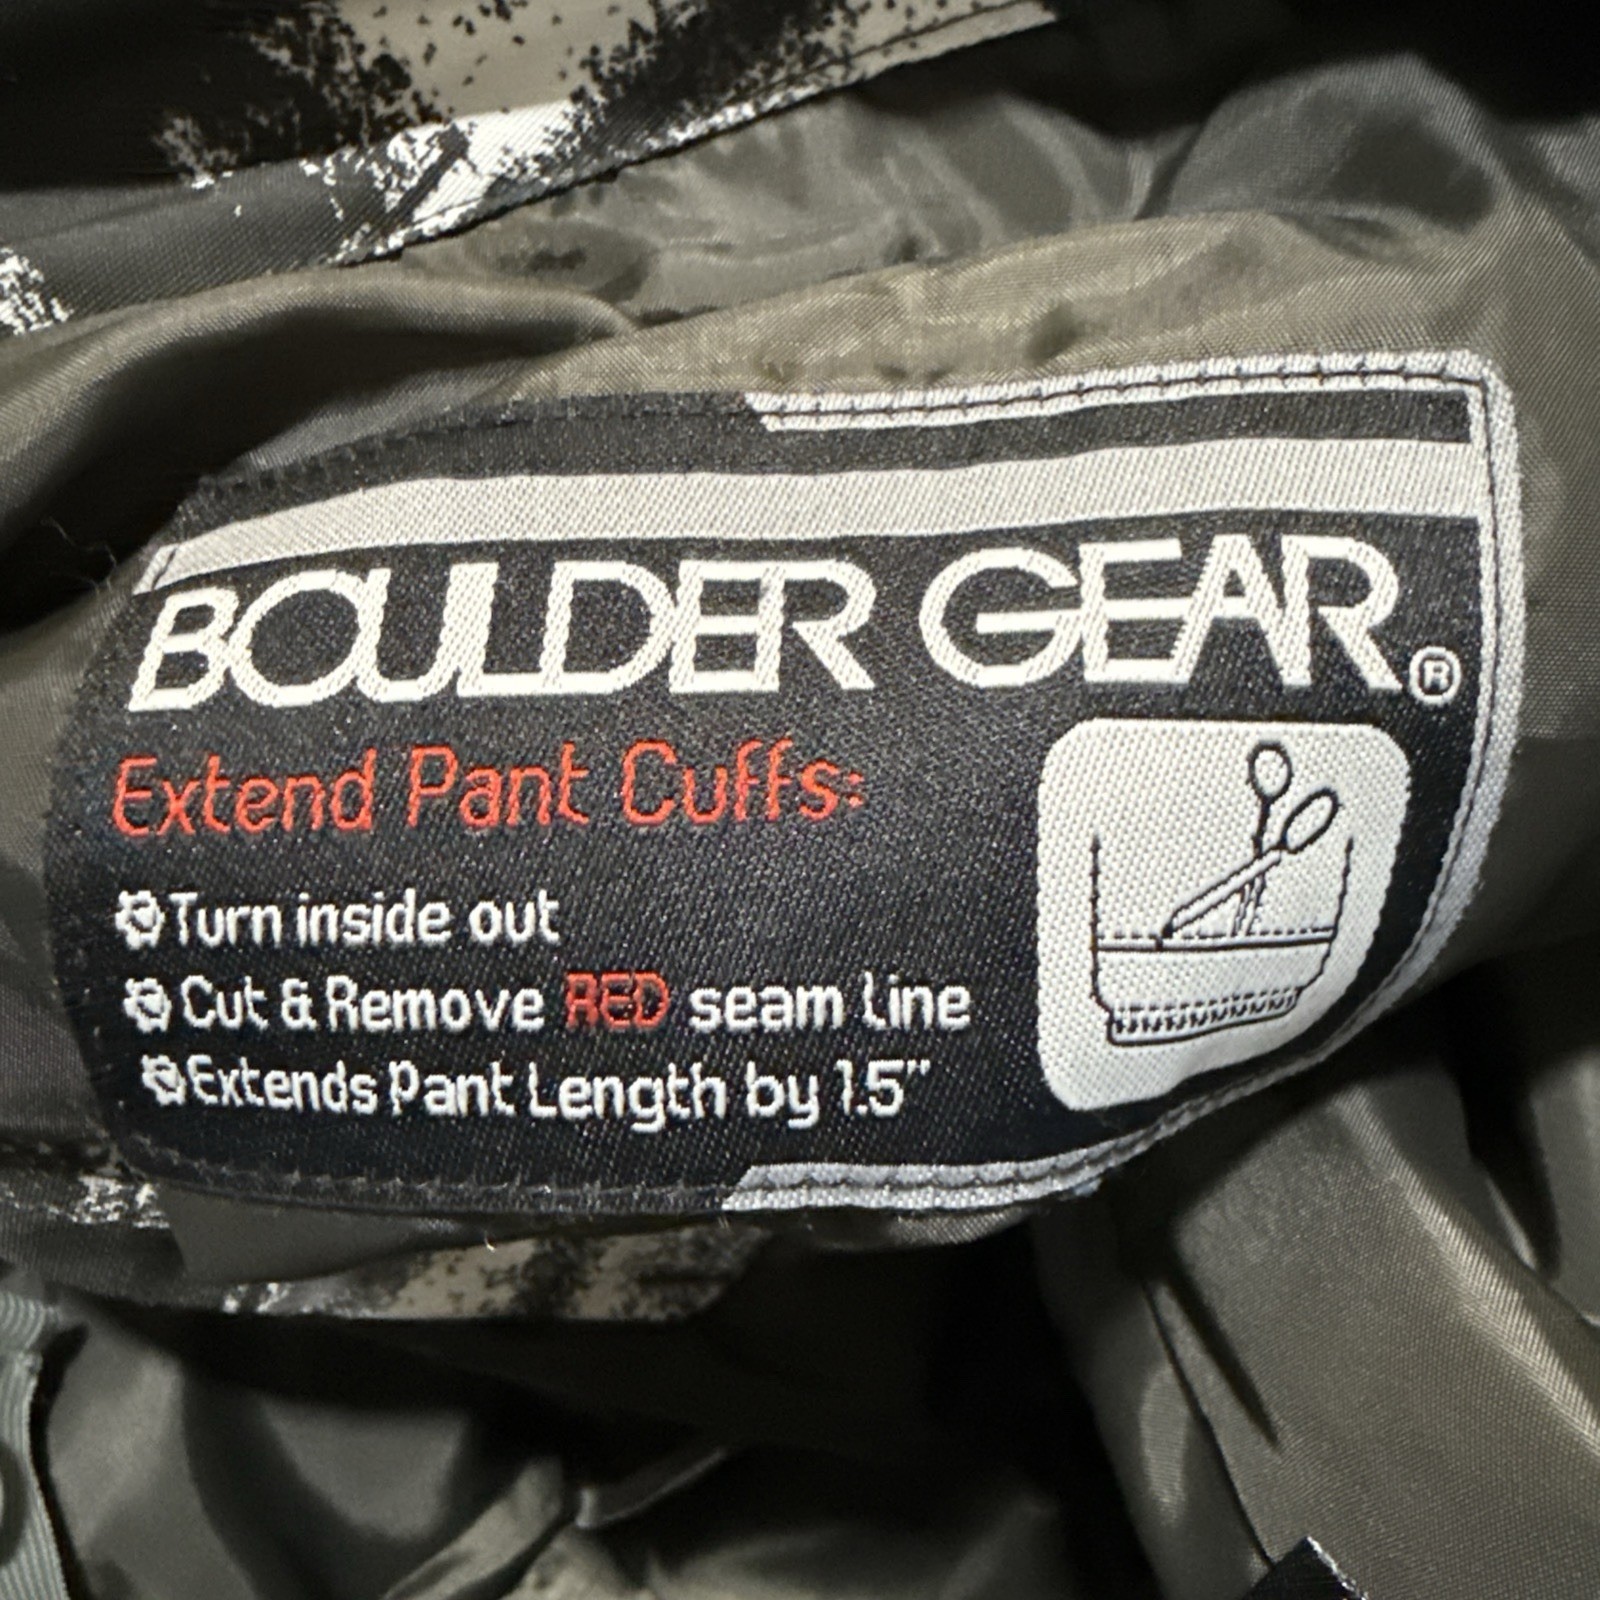 BOULDER GEAR®
Extend Pant Cuffs:
Turn inside out
Cut & Remove RED seam line
Extends Pant Length by 1.5"